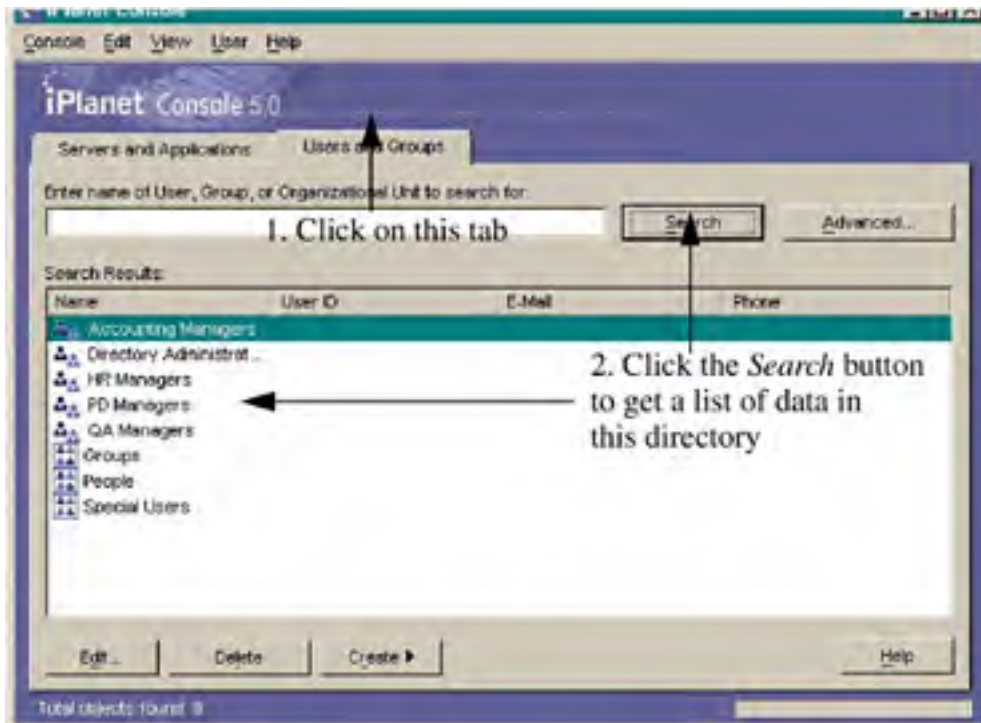 iPlanet Console
Console Edit View User Help
iPlanet Console 5.0
Servers and Applications Users and Groups
Enter name of User, Group, or Organizational Unit to search for:
1. Click on this tab
Search Advanced...
Search Results:
Name User ID E-Mail Phone
Accounting Managers
Directory Administrat...
HR Managers
PD Managers
QA Managers
Groups
People
Special Users
2. Click the Search button
to get a list of data in
this directory
Edit... Delete Create Help
Total objects found: 8